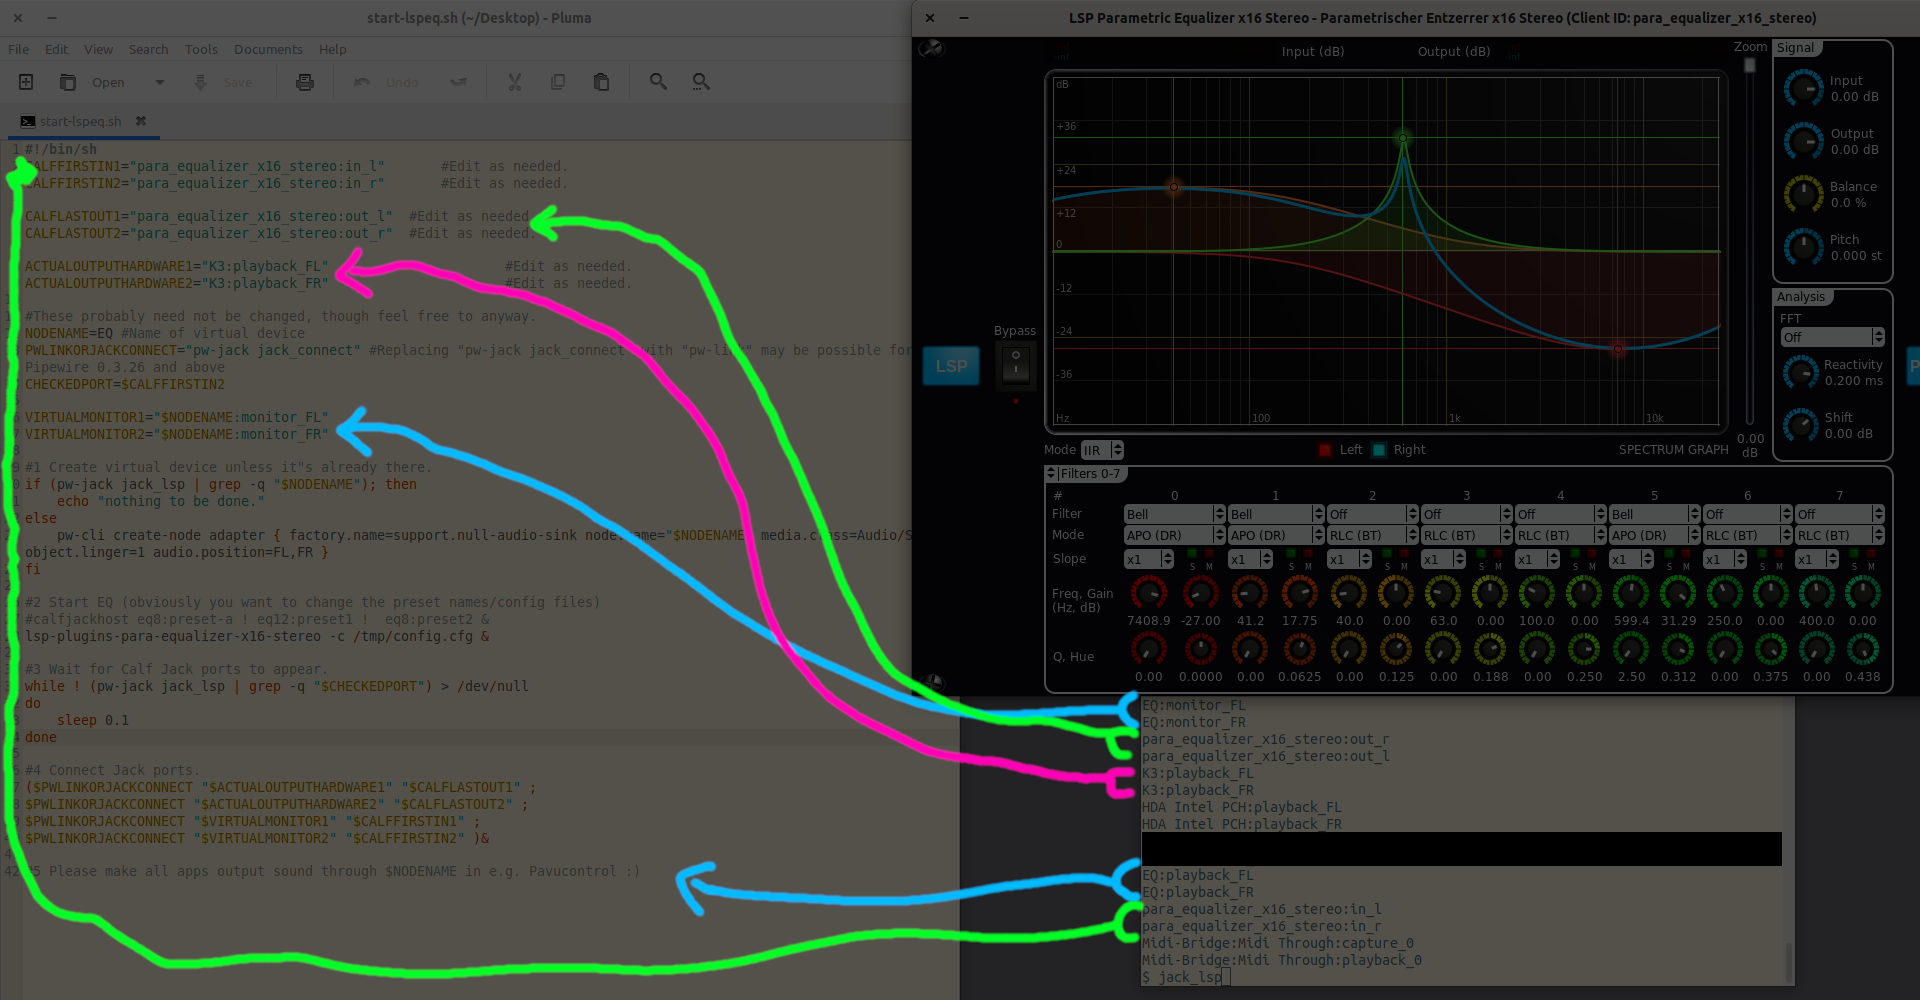 start-lspeq.sh (~/Desktop) - Pluma
File Edit View Search Tools Documents Help
Open Save Undo
start-lspeq.sh
1 #!/bin/sh
CALFFIRSTIN1="para_equalizer_x16_stereo:in_l" #Edit as needed.
CALFFIRSTIN2="para_equalizer_x16_stereo:in_r" #Edit as needed.
CALFLASTOUT1="para_equalizer_x16_stereo:out_l" #Edit as needed
CALFLASTOUT2="para_equalizer_x16_stereo:out_r" #Edit as needed.
ACTUALOUTPUTHARDWARE1="K3:playback_FL" #Edit as needed.
ACTUALOUTPUTHARDWARE2="K3:playback_FR" #Edit as needed.
#These probably need not be changed, though feel free to anyway.
NODENAME=EQ #Name of virtual device
PWLINKORJACKCONNECT="pw-jack jack_connect" #Replacing "pw-jack jack_connect with "pw-link" may be possible for
Pipewire 0.3.26 and above
CHECKEDPORT=$CALFFIRSTIN2
VIRTUALMONITOR1="$NODENAME:monitor_FL"
VIRTUALMONITOR2="$NODENAME:monitor_FR"
#1 Create virtual device unless it"s already there.
if (pw-jack jack_lsp | grep -q "$NODENAME"); then
echo "nothing to be done."
else
pw-cli create-node adapter { factory.name=support.null-audio-sink node.name="$NODENAME media.class=Audio/S
object.linger=1 audio.position=FL,FR }
fi
#2 Start EQ (obviously you want to change the preset names/config files)
#calfjackhost eq8:preset-a ! eq12:preset1 ! eq8:preset2 &
lsp-plugins-para-equalizer-x16-stereo -c /tmp/config.cfg &
#3 Wait for Calf Jack ports to appear.
while ! (pw-jack jack_lsp | grep -q "$CHECKEDPORT") > /dev/null
do
sleep 0.1
done
#4 Connect Jack ports.
($PWLINKORJACKCONNECT "$ACTUALOUTPUTHARDWARE1" "$CALFLASTOUT1" ;
$PWLINKORJACKCONNECT "$ACTUALOUTPUTHARDWARE2" "$CALFLASTOUT2" ;
$PWLINKORJACKCONNECT "$VIRTUALMONITOR1" "$CALFFIRSTIN1" ;
$PWLINKORJACKCONNECT "$VIRTUALMONITOR2" "$CALFFIRSTIN2" )&
42 #5 Please make all apps output sound through $NODENAME in e.g. Pavucontrol :)
LSP Parametric Equalizer x16 Stereo - Parametrischer Entzerrer x16 Stereo (Client ID: para_equalizer_x16_stereo)
Input (dB) Output (dB) Zoom
-inf -inf
dB
+36
+24
+12
0
-12
-24
-36
Hz 100 1k 10k
Bypass
LSP
Mode IIR Left Right SPECTRUM GRAPH
0.00
dB
Signal
Input
0.00 dB
Output
0.00 dB
Balance
0.0 %
Pitch
0.000 st
Analysis
FFT
Off
Reactivity
0.200 ms
Shift
0.00 dB
P
Filters 0-7
# 0 1 2 3 4 5 6 7
Filter Bell Bell Off Off Off Bell Off Off
Mode APO (DR) APO (DR) RLC (BT) RLC (BT) RLC (BT) APO (DR) RLC (BT) RLC (BT)
Slope x1 x1 x1 x1 x1 x1 x1 x1
S M S M S M S M S M S M S M S M
Freq, Gain
(Hz, dB)
7408.9 -27.00 41.2 17.75 40.0 0.00 63.0 0.00 100.0 0.00 599.4 31.29 250.0 0.00 400.0 0.00
Q, Hue
0.00 0.0000 0.00 0.0625 0.00 0.125 0.00 0.188 0.00 0.250 2.50 0.312 0.00 0.375 0.00 0.438
EQ:monitor_FL
EQ:monitor_FR
para_equalizer_x16_stereo:out_r
para_equalizer_x16_stereo:out_l
K3:playback_FL
K3:playback_FR
HDA Intel PCH:playback_FL
HDA Intel PCH:playback_FR
EQ:playback_FL
EQ:playback_FR
para_equalizer_x16_stereo:in_l
para_equalizer_x16_stereo:in_r
Midi-Bridge:Midi Through:capture_0
Midi-Bridge:Midi Through:playback_0
$ jack_lsp